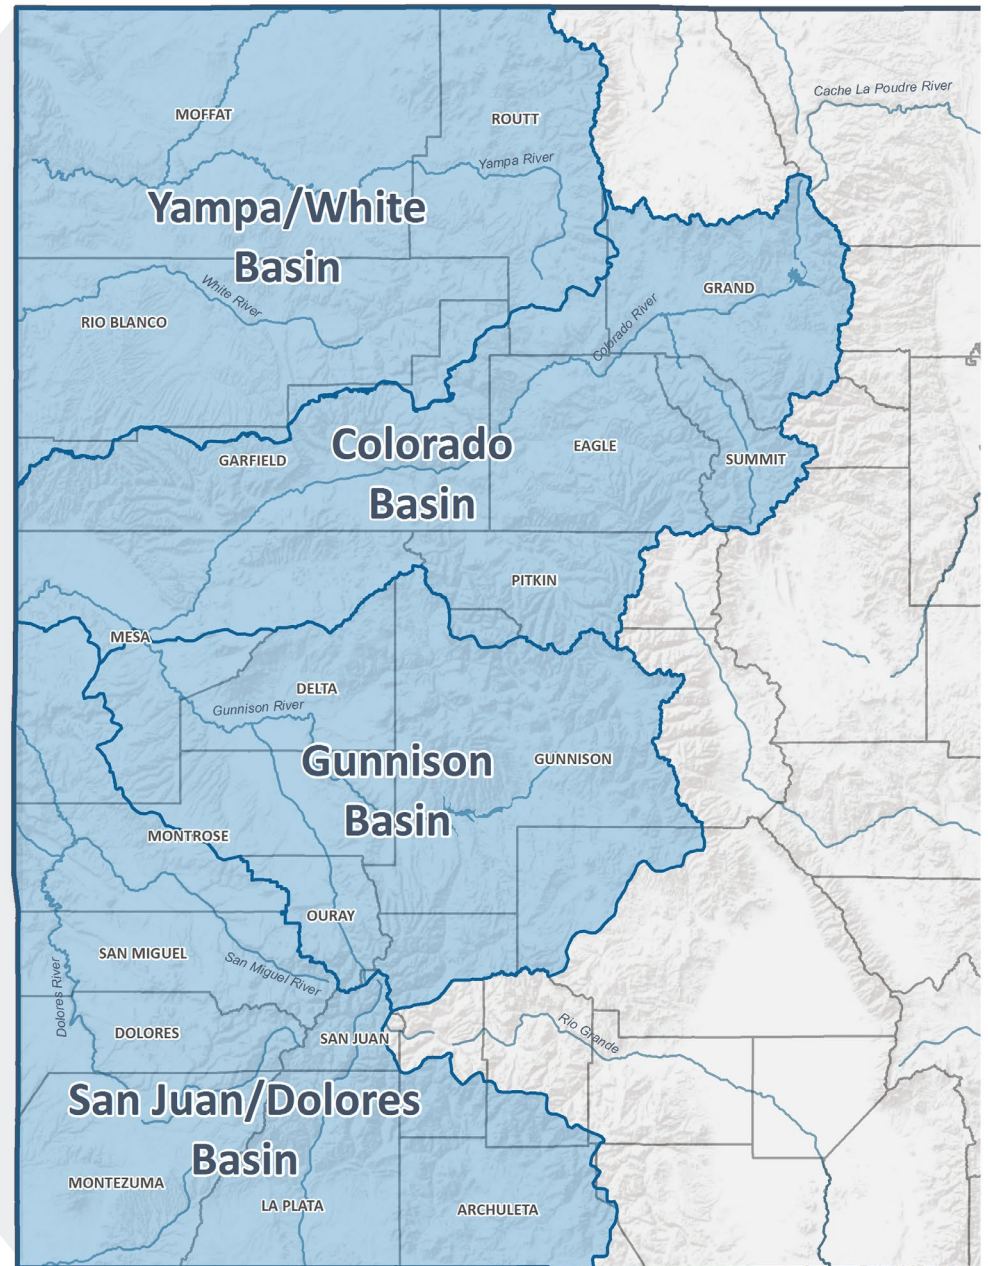 Cache La Poudre River
MOFFAT
ROUTT
Yampa River
Yampa/White
Basin
White River
GRAND
Colorado River
RIO BLANCO
Colorado
Basin
GARFIELD
EAGLE
SUMMIT
PITKIN
MESA
DELTA
Gunnison River
Gunnison
Basin
GUNNISON
MONTROSE
OURAY
SAN MIGUEL
San Miguel River
Dolores River
DOLORES
SAN JUAN
Rio Grande
San Juan/Dolores
Basin
MONTEZUMA
LA PLATA
ARCHULETA